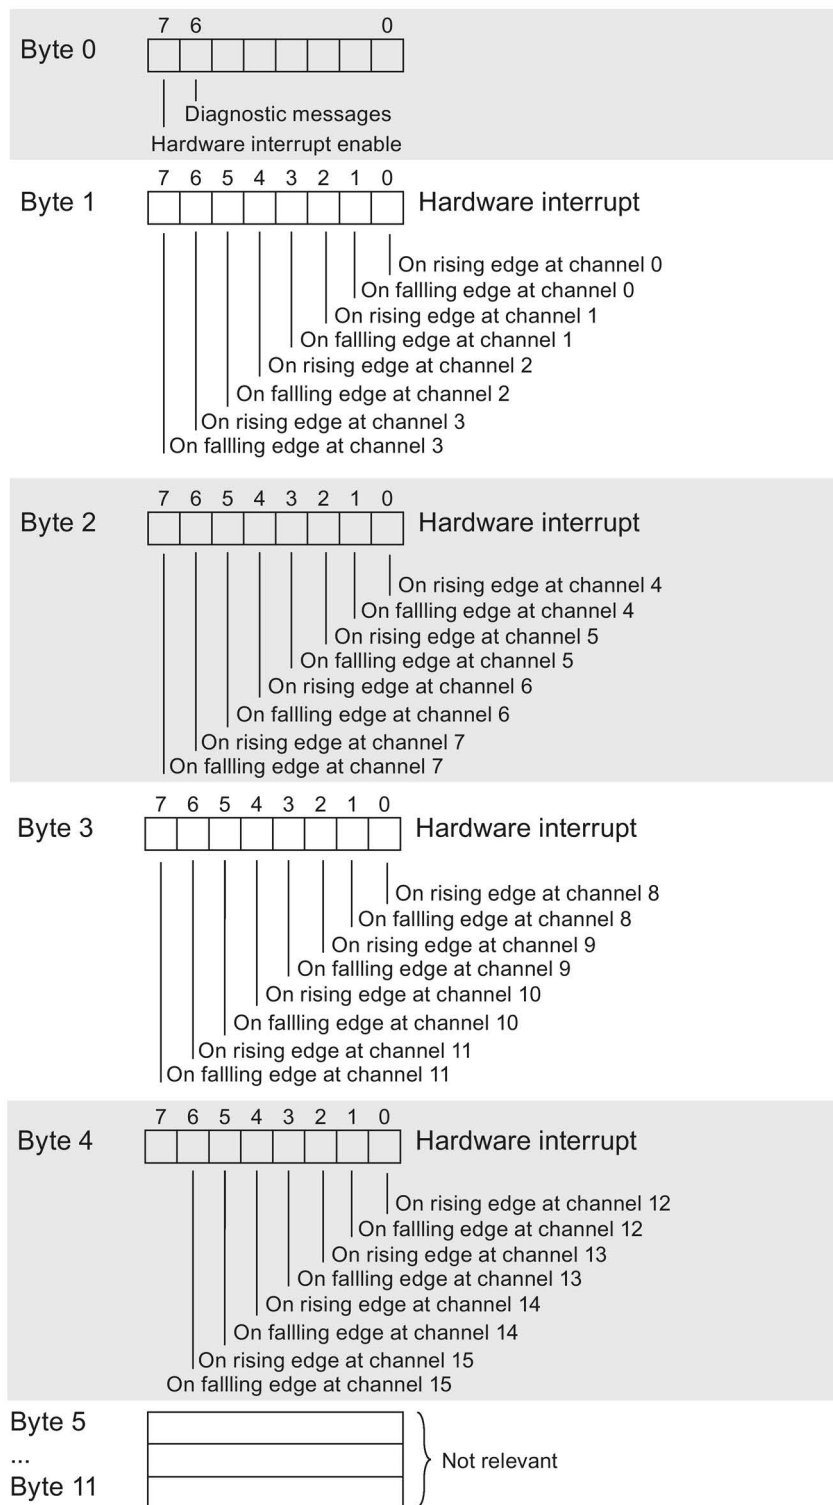 7 6 0
Byte 0
Diagnostic messages
Hardware interrupt enable
7 6 5 4 3 2 1 0
Byte 1 Hardware interrupt
On rising edge at channel 0
On fallling edge at channel 0
On rising edge at channel 1
On fallling edge at channel 1
On rising edge at channel 2
On fallling edge at channel 2
On rising edge at channel 3
On fallling edge at channel 3
7 6 5 4 3 2 1 0
Byte 2 Hardware interrupt
On rising edge at channel 4
On fallling edge at channel 4
On rising edge at channel 5
On fallling edge at channel 5
On rising edge at channel 6
On fallling edge at channel 6
On rising edge at channel 7
On fallling edge at channel 7
7 6 5 4 3 2 1 0
Byte 3 Hardware interrupt
On rising edge at channel 8
On fallling edge at channel 8
On rising edge at channel 9
On fallling edge at channel 9
On rising edge at channel 10
On fallling edge at channel 10
On rising edge at channel 11
On fallling edge at channel 11
7 6 5 4 3 2 1 0
Byte 4 Hardware interrupt
On rising edge at channel 12
On fallling edge at channel 12
On rising edge at channel 13
On fallling edge at channel 13
On rising edge at channel 14
On fallling edge at channel 14
On rising edge at channel 15
On fallling edge at channel 15
Byte 5
...
Not relevant
Byte 11